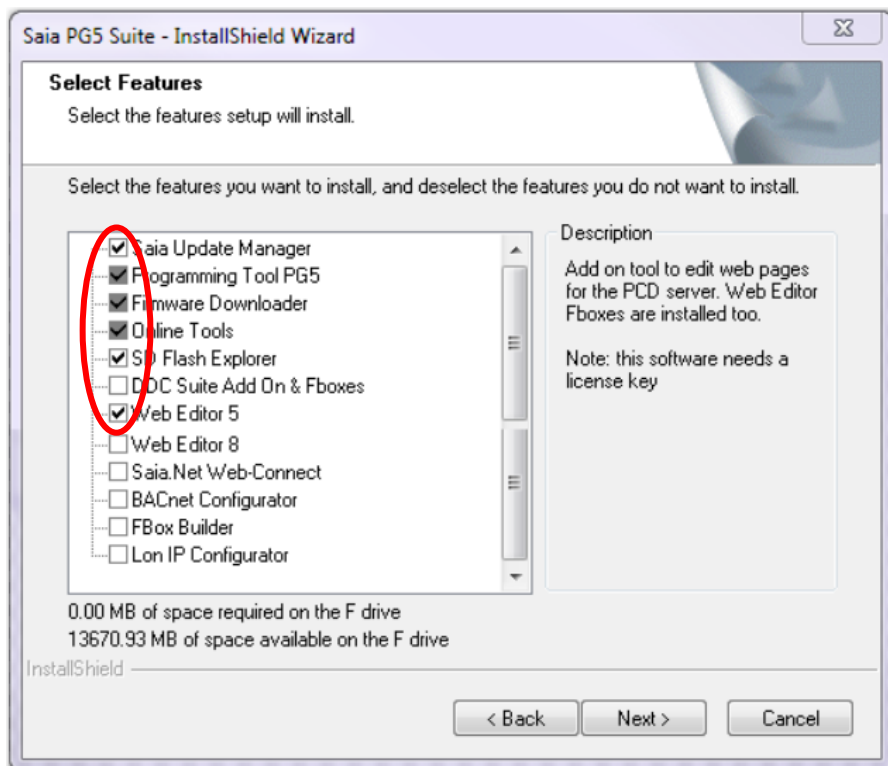 Saia PG5 Suite - InstallShield Wizard
Select Features
Select the features setup will install.
Select the features you want to install, and deselect the features you do not want to install.
Saia Update Manager
Programming Tool PG5
Firmware Downloader
Online Tools
SD Flash Explorer
DDC Suite Add On & Fboxes
Web Editor 5
Web Editor 8
Saia.Net Web-Connect
BACnet Configurator
FBox Builder
Lon IP Configurator
Description
Add on tool to edit web pages
for the PCD server. Web Editor
Fboxes are installed too.
Note: this software needs a
license key
0.00 MB of space required on the F drive
13670.93 MB of space available on the F drive
InstallShield
< Back
Next >
Cancel